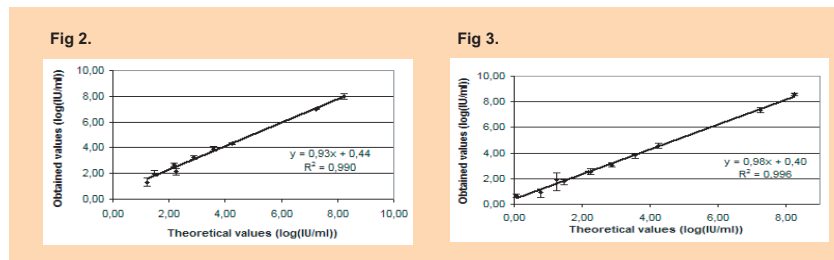 Fig 2.
10,00
8,00
6,00
4,00
2,00
0,00
Obtained values (log(IU/ml))
y = 0,93x + 0,44
R² = 0,990
0,00 2,00 4,00 6,00 8,00 10,00
Theoretical values (log(IU/ml))
Fig 3.
10,00
8,00
6,00
4,00
2,00
0,00
Obtained values (log(IU/ml))
y = 0,98x + 0,40
R² = 0,996
0,00 2,00 4,00 6,00 8,00
Theoretical values (log(IU/ml))